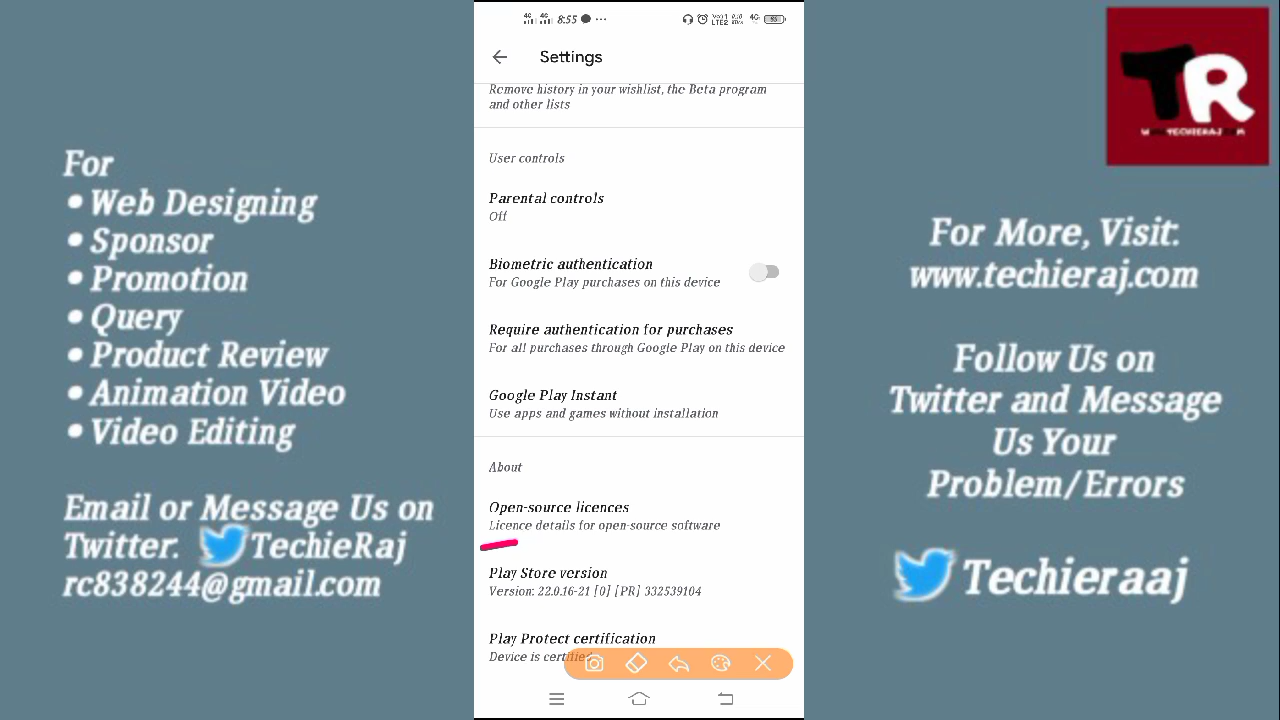 For
• Web Designing
• Sponsor
• Promotion
• Query
• Product Review
• Animation Video
• Video Editing
Email or Message Us on
Twitter. TechieRaj
rc838244@gmail.com
8:55
Settings
Remove history in your wishlist, the Beta program
and other lists
User controls
Parental controls
Off
Biometric authentication
For Google Play purchases on this device
Require authentication for purchases
For all purchases through Google Play on this device
Google Play Instant
Use apps and games without installation
About
Open-source licences
Licence details for open-source software
Play Store version
Version: 22.0.16-21 [0] [PR] 332539104
Play Protect certification
Device is certified
TR
For More, Visit:
www.techieraj.com
Follow Us on
Twitter and Message
Us Your
Problem/Errors
Techieraaj